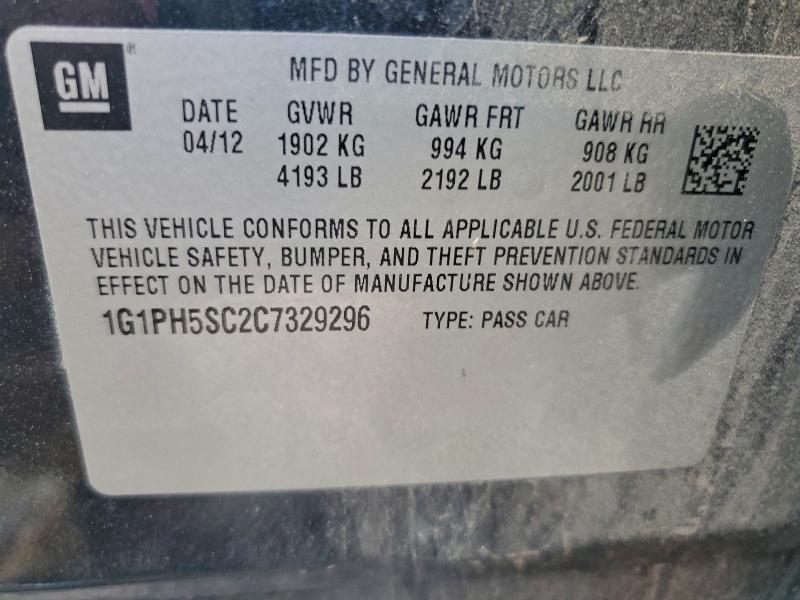 GM ® MFD BY GENERAL MOTORS LLC
DATE GVWR GAWR FRT GAWR RR
04/12 1902 KG 994 KG 908 KG
4193 LB 2192 LB 2001 LB
THIS VEHICLE CONFORMS TO ALL APPLICABLE U.S. FEDERAL MOTOR
VEHICLE SAFETY, BUMPER, AND THEFT PREVENTION STANDARDS IN
EFFECT ON THE DATE OF MANUFACTURE SHOWN ABOVE.
1G1PH5SC2C7329296 TYPE: PASS CAR